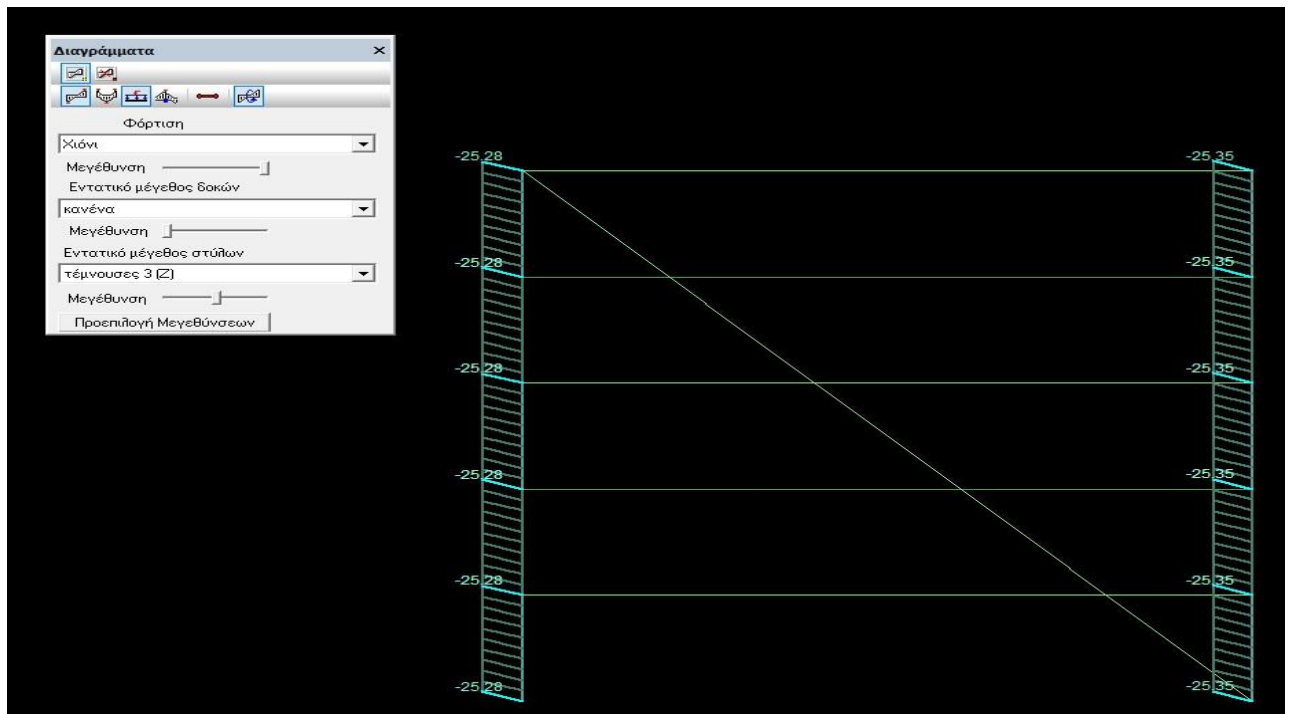 Διαγράμματα
Φόρτιση
Χιόνι
Μεγέθυνση
Εντατικό μέγεθος δοκών
κανένα
Μεγέθυνση
Εντατικό μέγεθος στύλων
τέμνουσες 3 (Z)
Μεγέθυνση
Προεπιλογή Μεγεθύνσεων
-25.28 -25.35
-25.28 -25.35
-25.28 -25.35
-25.28 -25.35
-25.28 -25.35
-25.28 -25.35